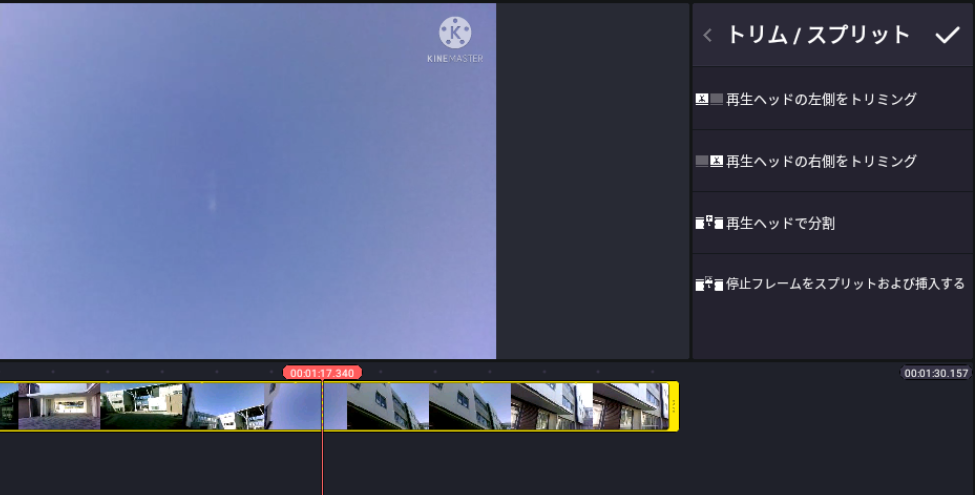 K
KINEMASTER
トリム / スプリット
再生ヘッドの左側をトリミング
再生ヘッドの右側をトリミング
再生ヘッドで分割
停止フレームをスプリットおよび挿入する
00:01:17.340
00:01:30.157